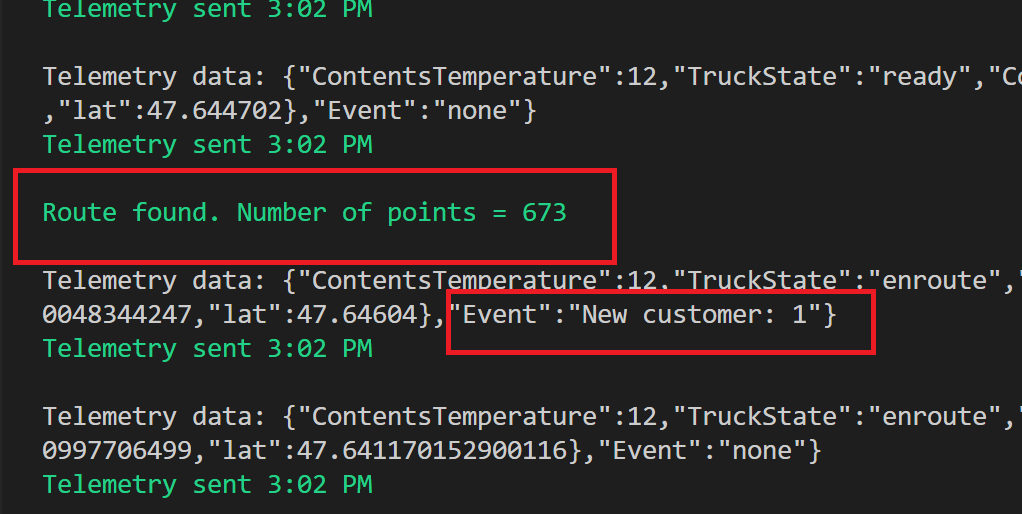 Telemetry sent 3:02 PM
Telemetry data: {"ContentsTemperature":12,"TruckState":"ready","Co
,"lat":47.644702},"Event":"none"}
Telemetry sent 3:02 PM
Route found. Number of points = 673
Telemetry data: {"ContentsTemperature":12,"TruckState":"enroute","
0048344247,"lat":47.64604},"Event":"New customer: 1"}
Telemetry sent 3:02 PM
Telemetry data: {"ContentsTemperature":12,"TruckState":"enroute","
0997706499,"lat":47.641170152900116},"Event":"none"}
Telemetry sent 3:02 PM